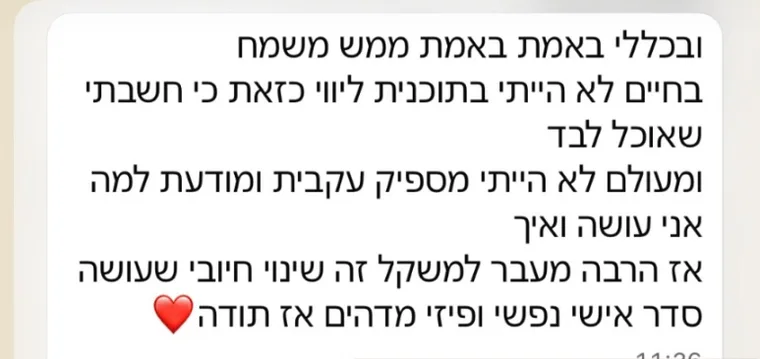 ובכללי באמת באמת ממש משמח
בחיים לא הייתי בתוכנית ליווי כזאת כי חשבתי
שאוכל לבד
ומעולם לא הייתי מספיק עקבית ומודעת למה
אני עושה ואיך
אז הרבה מעבר למשקל זה שינוי חיובי שעושה
סדר אישי נפשי ופיזי מדהים אז תודה❤️